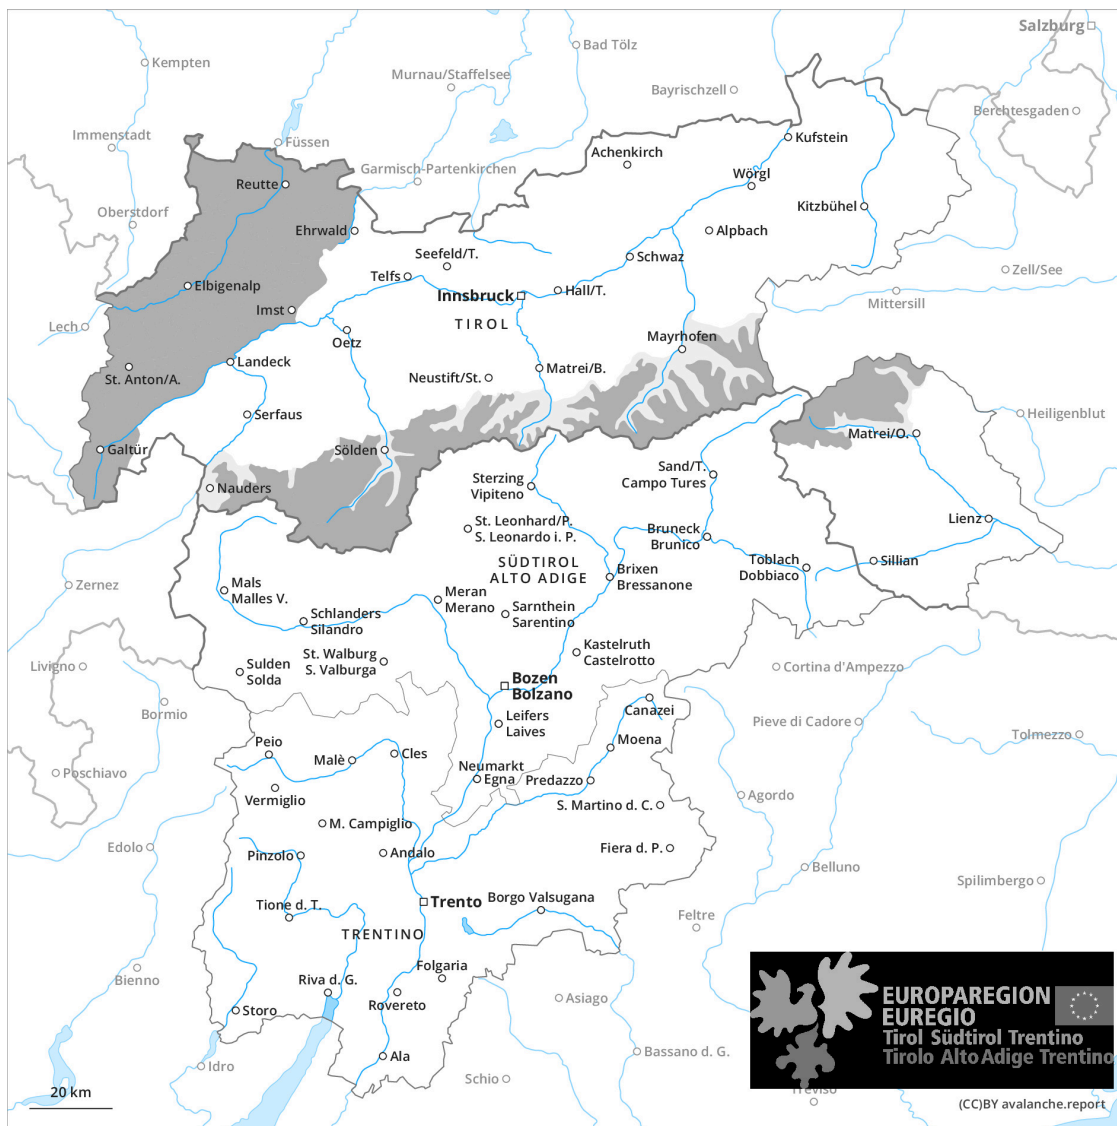 Salzburg
Bad Tölz
Kempten
Murnau/Staffelsee
Bayrischzell
Berchtesgaden
Immenstadt
Füssen
Kufstein
Achenkirch
Garmisch-Partenkirchen
Wörgl
Reutte
Kitzbühel
Oberstdorf
Ehrwald
Alpbach
Seefeld/T.
Schwaz
Zell/See
Telfs
Elbigenalp
Innsbruck
Hall/T.
Mittersill
Imst
TIROL
Lech
Mayrhofen
Oetz
Landeck
Matrei/B.
St. Anton/A.
Neustift/St.
Serfaus
Heiligenblut
Matrei/O.
Galtür
Sölden
Sand/T.
Campo Tures
Sterzing
Vipiteno
Nauders
St. Leonhard/P.
S. Leonardo i. P.
Lienz
Bruneck
Brunico
SÜDTIROL
ALTO ADIGE
Toblach
Dobbiaco
Sillian
Brixen
Bressanone
Zernez
Mals
Malles V.
Meran
Merano
Schlanders
Silandro
Sarnthein
Sarentino
Kastelruth
Castelrotto
St. Walburg
S. Valburga
Livigno
Sulden
Solda
Cortina d'Ampezzo
Bozen
Bolzano
Canazei
Bormio
Leifers
Laives
Pieve di Cadore
Tolmezzo
Moena
Peio
Cles
Malè
Neumarkt
Egna
Predazzo
Poschiavo
Vermiglio
Agordo
S. Martino d. C.
M. Campiglio
Edolo
Pinzolo
Andalo
Fiera d. P.
Belluno
Spilimbergo
Trento
Borgo Valsugana
Tione d. T.
Feltre
TRENTINO
Folgaria
Bienno
Riva d. G.
Rovereto
Asiago
Storo
EUROPAREGION
EUREGIO
Tirol Südtirol Trentino
Tirolo Alto Adige Trentino
Ala
Bassano d. G.
Idro
Schio
Treviso
20 km
(CC)BY avalanche.report